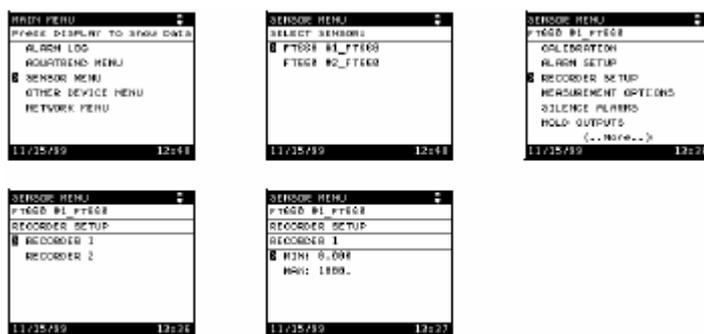 MAIN MENU
Press DISPLAY To Show Data
ALARM LOG
AQUATREND MENU
SENSOR MENU
OTHER DEVICE MENU
NETWORK MENU
11/15/99 12:48
SENSOR MENU
SELECT SENSOR:
FT660 #1_FT660
FT660 #2_FT660
11/15/99 12:48
SENSOR MENU
FT660 #1_FT660
CALIBRATION
ALARM SETUP
RECORDER SETUP
MEASUREMENT OPTIONS
SILENCE ALARMS
HOLD OUTPUTS
(..More..)
11/15/99
SENSOR MENU
FT660 #1_FT660
RECORDER SETUP
RECORDER 1
RECORDER 2
11/15/99 13:26
SENSOR MENU
FT660 #1_FT660
RECORDER SETUP
RECORDER 1
MIN: 0.000
MAX: 1000.
11/15/99 13:27